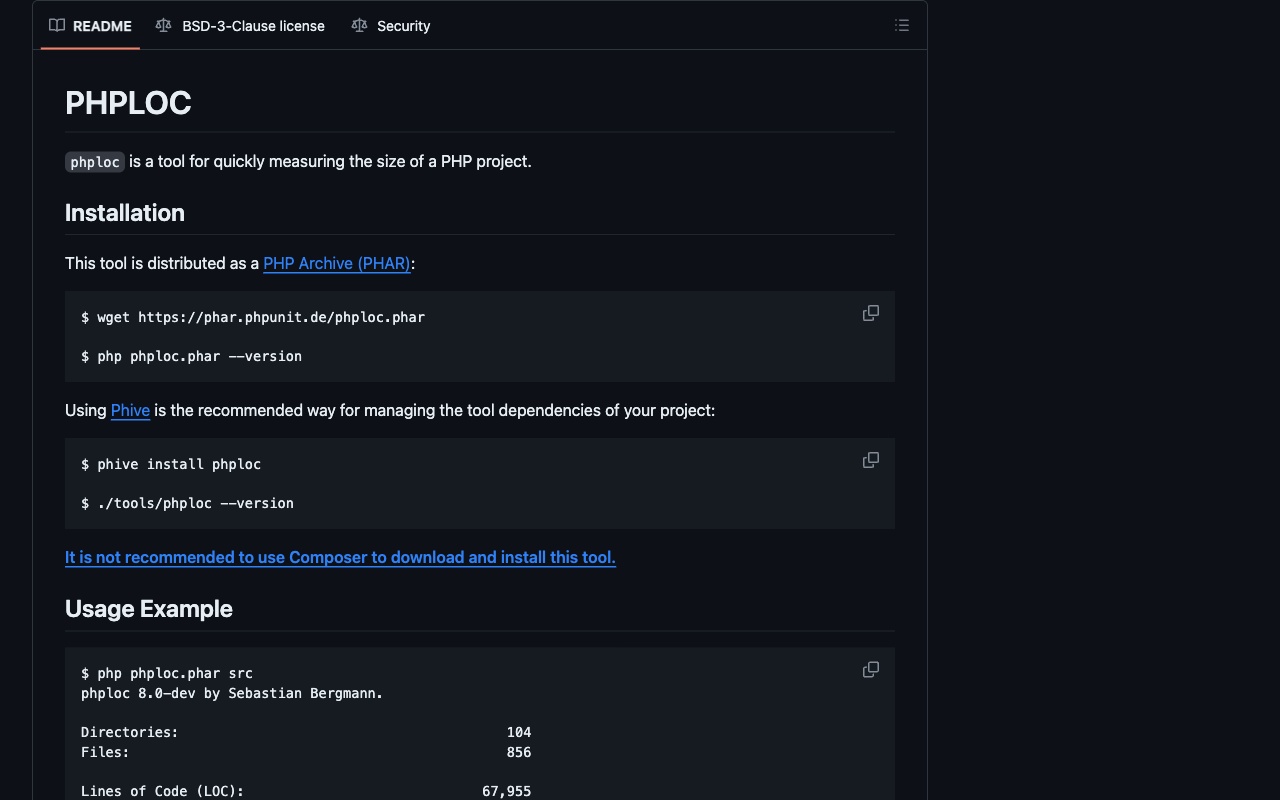 README BSD-3-Clause license Security
PHPLOC
phploc is a tool for quickly measuring the size of a PHP project.
Installation
This tool is distributed as a PHP Archive (PHAR):
$ wget https://phar.phpunit.de/phploc.phar
$ php phploc.phar --version
Using Phive is the recommended way for managing the tool dependencies of your project:
$ phive install phploc
$ ./tools/phploc --version
It is not recommended to use Composer to download and install this tool.
Usage Example
$ php phploc.phar src
phploc 8.0-dev by Sebastian Bergmann.
Directories: 104
Files: 856
Lines of Code (LOC): 67,955